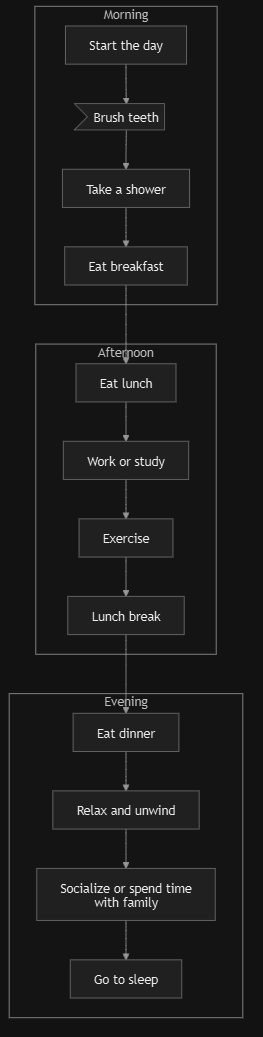 Morning
Start the day
Brush teeth
Take a shower
Eat breakfast
Afternoon
Eat lunch
Work or study
Exercise
Lunch break
Evening
Eat dinner
Relax and unwind
Socialize or spend time
with family
Go to sleep